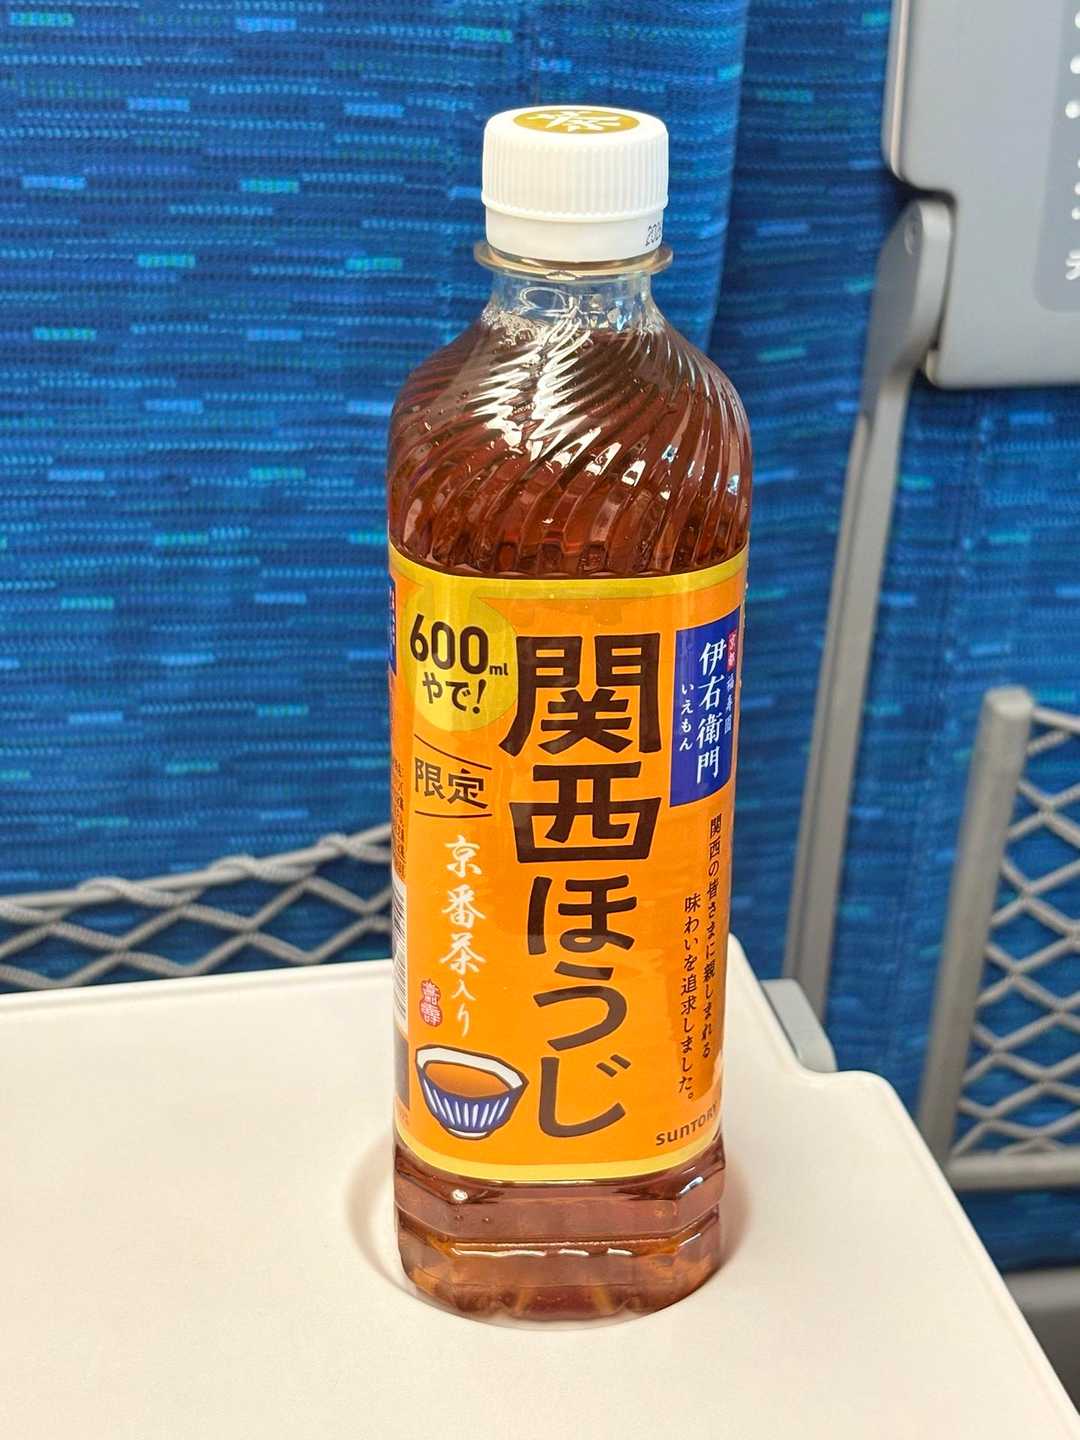 202
テ
600ml
やで!
限定
関西ほうじ
京番茶入り
京都 福寿園
伊右衛門
いえもん
関西の皆さまに親しまれる
味わいを追求しました。
SUNTORY